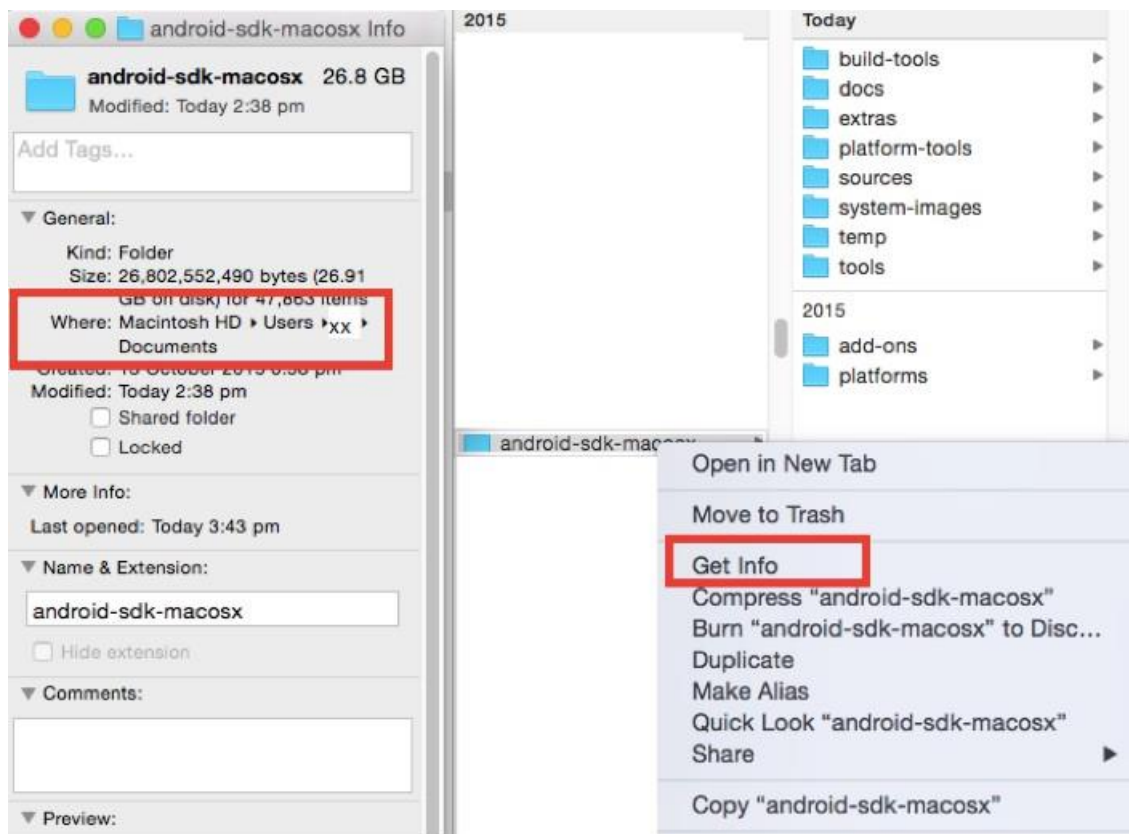 android-sdk-macosx Info
android-sdk-macosx 26.8 GB
Modified: Today 2:38 pm
Add Tags...
General:
Kind: Folder
Size: 26,802,552,490 bytes (26.91
GB on disk) for 47,863 items
Where: Macintosh HD ▸ Users ▸ xx ▸
Documents
Modified: Today 2:38 pm
Shared folder
Locked
More Info:
Last opened: Today 3:43 pm
Name & Extension:
android-sdk-macosx
Hide extension
Comments:
Preview:
2015
android-sdk-macosx
Today
build-tools
docs
extras
platform-tools
sources
system-images
temp
tools
2015
add-ons
platforms
Open in New Tab
Move to Trash
Get Info
Compress “android-sdk-macosx”
Burn “android-sdk-macosx” to Disc...
Duplicate
Make Alias
Quick Look “android-sdk-macosx”
Share
Copy “android-sdk-macosx”